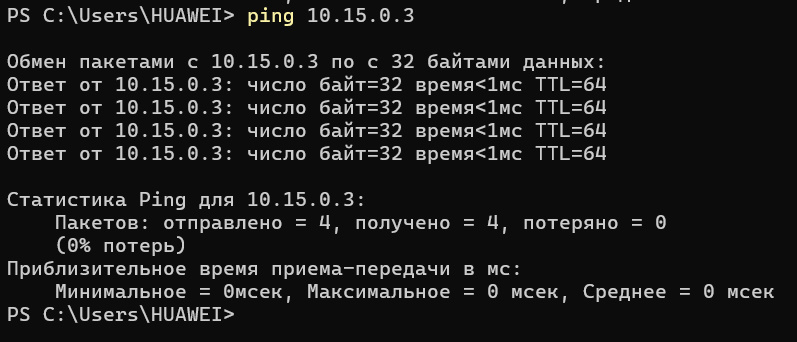 PS C:\Users\HUAWEI> ping 10.15.0.3
Обмен пакетами с 10.15.0.3 по с 32 байтами данных:
Ответ от 10.15.0.3: число байт=32 время<1мс TTL=64
Ответ от 10.15.0.3: число байт=32 время<1мс TTL=64
Ответ от 10.15.0.3: число байт=32 время<1мс TTL=64
Ответ от 10.15.0.3: число байт=32 время<1мс TTL=64
Статистика Ping для 10.15.0.3:
    Пакетов: отправлено = 4, получено = 4, потеряно = 0
    (0% потерь)
Приблизительное время приема-передачи в мс:
    Минимальное = 0мсек, Максимальное = 0 мсек, Среднее = 0 мсек
PS C:\Users\HUAWEI>